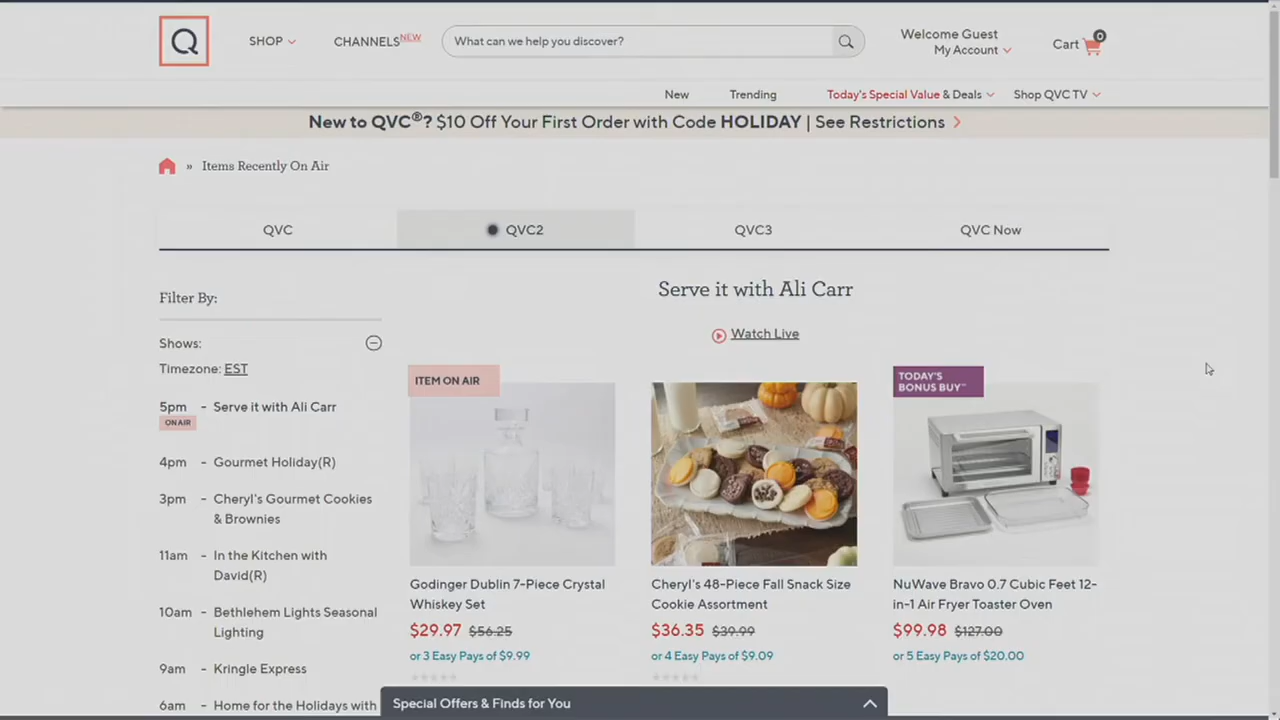 Q
SHOP
CHANNELS NEW
What can we help you discover?
Welcome Guest
My Account
Cart
0
New
Trending
Today's Special Value & Deals
Shop QVC TV
New to QVC®? $10 Off Your First Order with Code HOLIDAY | See Restrictions
» Items Recently On Air
QVC
QVC2
QVC3
QVC Now
Filter By:
Shows:
Timezone: EST
5pm - Serve it with Ali Carr
ON AIR
4pm - Gourmet Holiday(R)
3pm - Cheryl's Gourmet Cookies
& Brownies
11am - In the Kitchen with
David(R)
10am - Bethlehem Lights Seasonal
Lighting
9am - Kringle Express
6am - Home for the Holidays with
Serve it with Ali Carr
Watch Live
ITEM ON AIR
Godinger Dublin 7-Piece Crystal
Whiskey Set
$29.97 $56.25
or 3 Easy Pays of $9.99
Cheryl's 48-Piece Fall Snack Size
Cookie Assortment
$36.35 $39.99
or 4 Easy Pays of $9.09
TODAY'S
BONUS BUY™
NuWave Bravo 0.7 Cubic Feet 12-
in-1 Air Fryer Toaster Oven
$99.98 $127.00
or 5 Easy Pays of $20.00
Special Offers & Finds for You